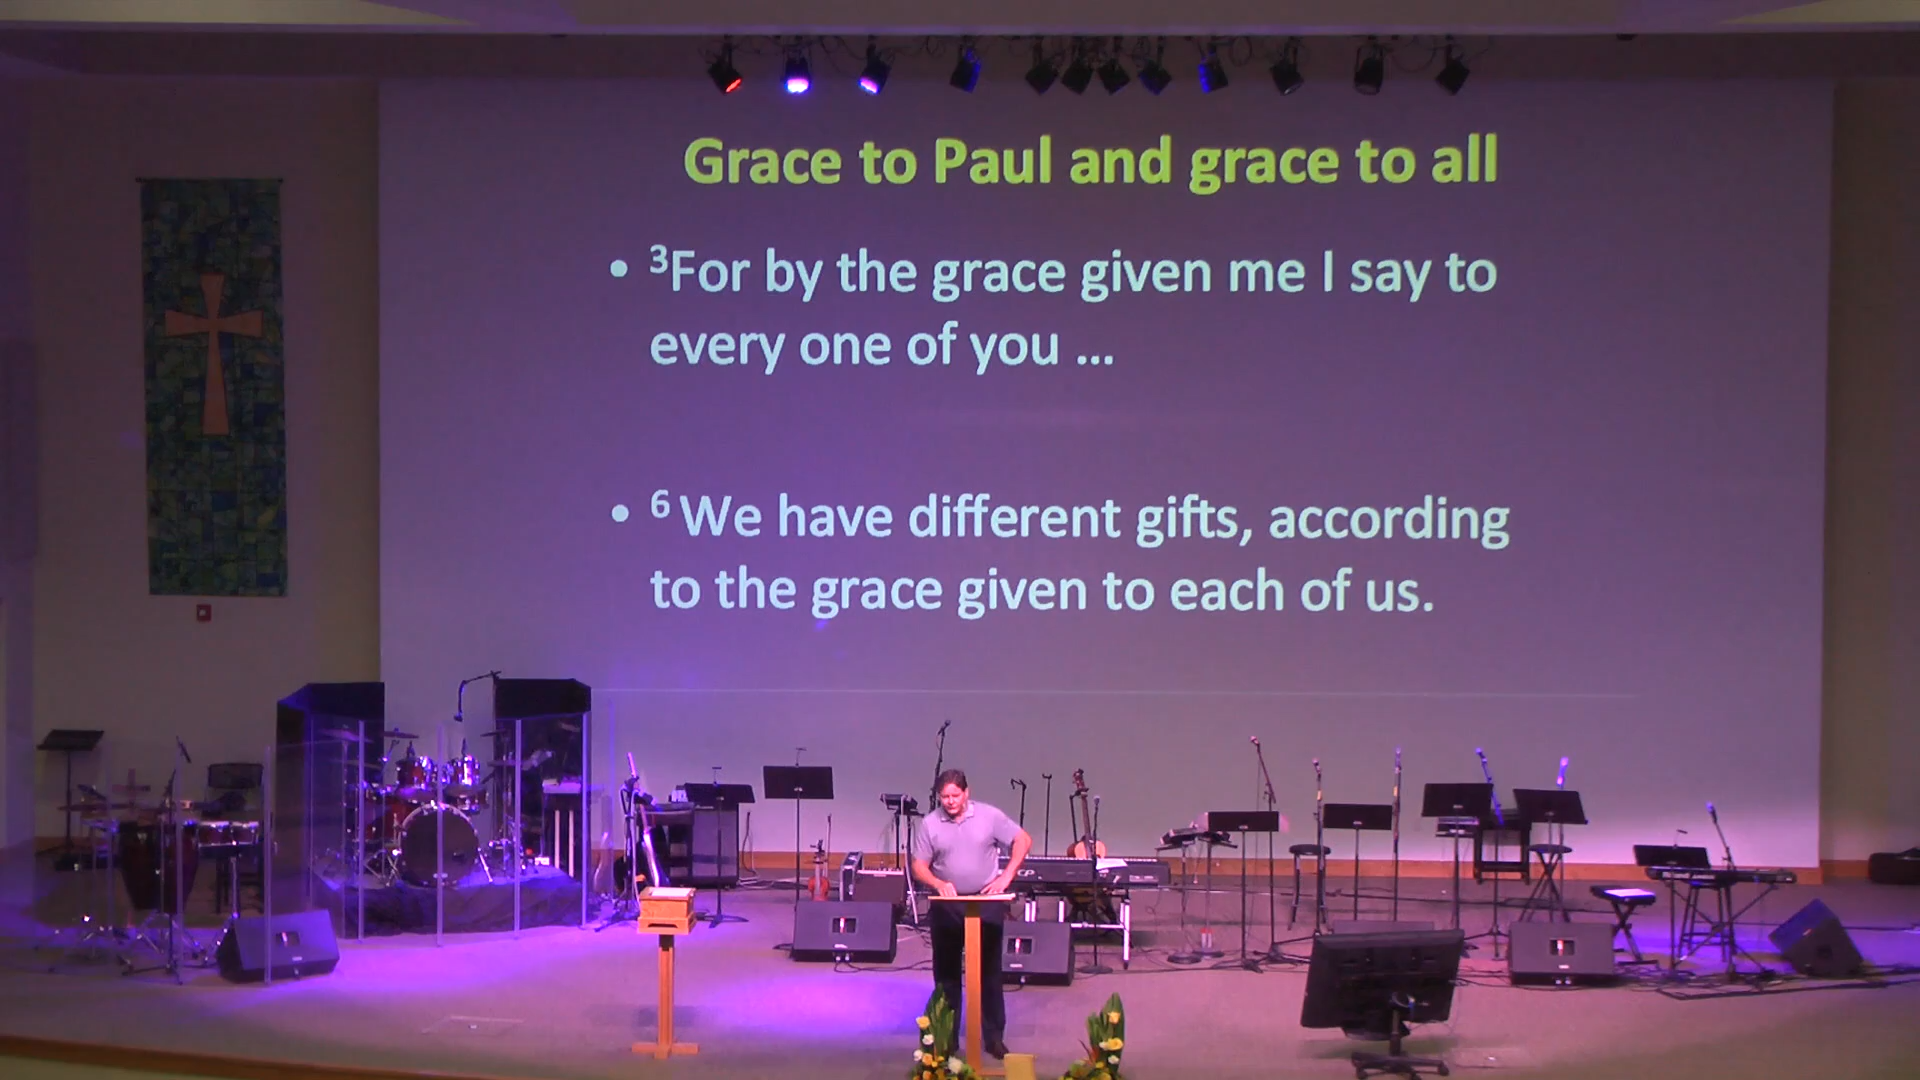 Grace to Paul and grace to all
• ³For by the grace given me I say to
every one of you ...
• ⁶ We have different gifts, according
to the grace given to each of us.
CP